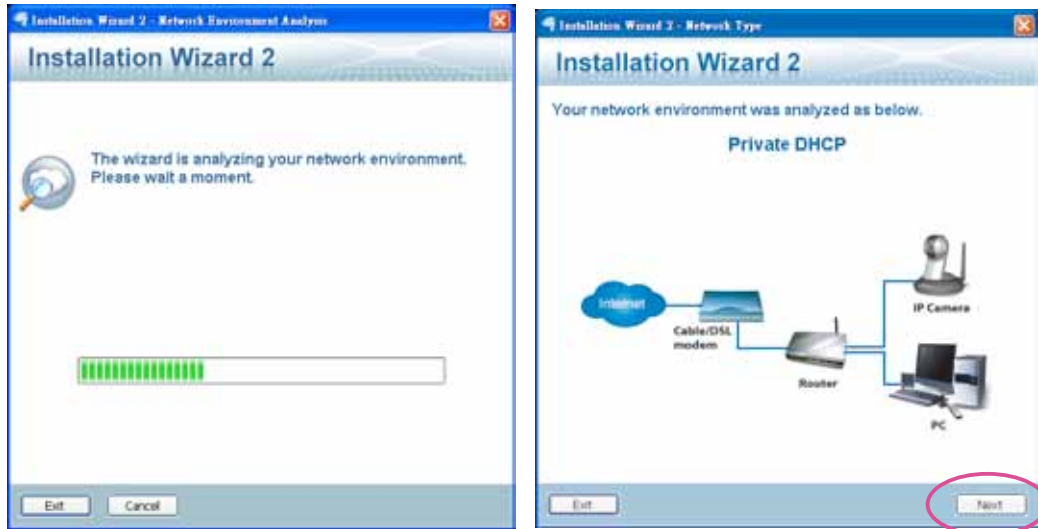 Installation Wizard 2 - Network Environment Analysis
Installation Wizard 2
The wizard is analyzing your network environment.
Please wait a moment.
Exit
Cancel
Installation Wizard 2 - Network Type
Installation Wizard 2
Your network environment was analyzed as below.
Private DHCP
Internet
Cable/DSL
modem
Router
IP Camera
PC
Exit
Next